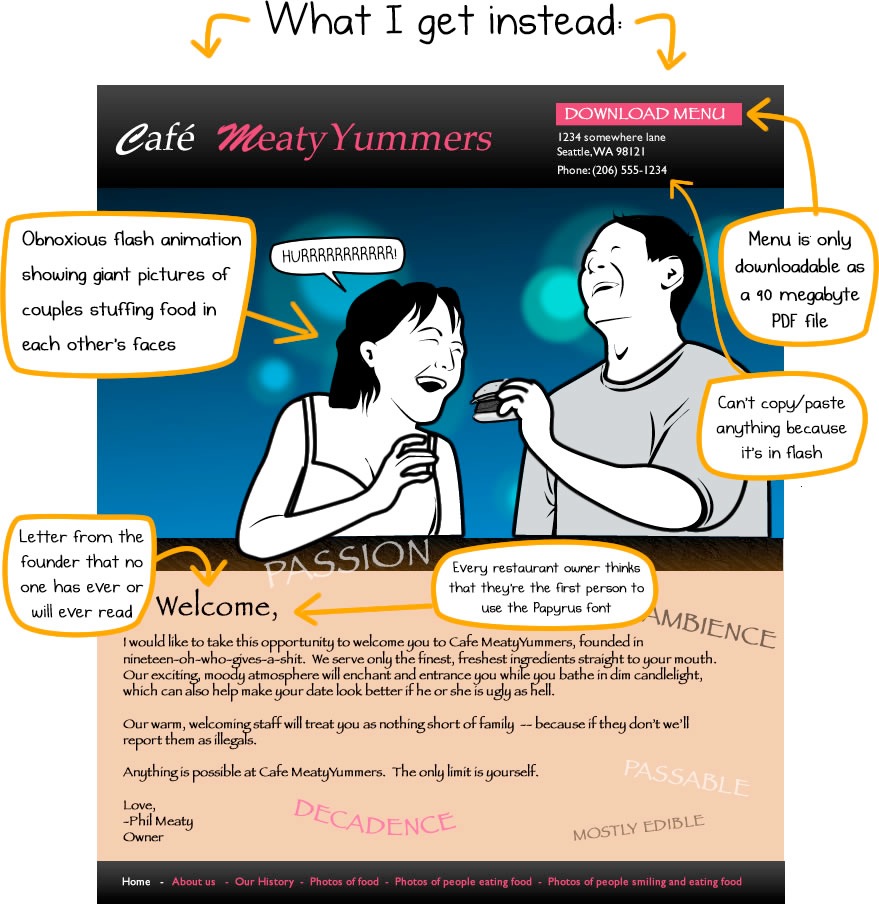 What I get instead:
DOWNLOAD MENU
Café MeatyYummers
1234 somewhere lane
Seattle, WA 98121
Phone: (206) 555-1234
Obnoxious flash animation
showing giant pictures of
couples stuffing food in
each other's faces
HURRRRRRRRRRR!
Menu is only
downloadable as
a 90 megabyte
PDF file
Can't copy/paste
anything because
it's in flash
Letter from the
founder that no
one has ever or
will ever read
PASSION
Every restaurant owner thinks
that they're the first person to
use the Papyrus font
Welcome,
AMBIENCE
I would like to take this opportunity to welcome you to Cafe MeatyYummers, founded in
nineteen-oh-who-gives-a-shit. We serve only the finest, freshest ingredients straight to your mouth.
Our exciting, moody atmosphere will enchant and entrance you while you bathe in dim candlelight,
which can also help make your date look better if he or she is ugly as hell.
Our warm, welcoming staff will treat you as nothing short of family -- because if they don't we'll
report them as illegals.
Anything is possible at Cafe MeatyYummers. The only limit is yourself.
PASSABLE
Love,
-Phil Meaty
Owner
DECADENCE
MOSTLY EDIBLE
Home - About us - Our History - Photos of food - Photos of people eating food - Photos of people smiling and eating food